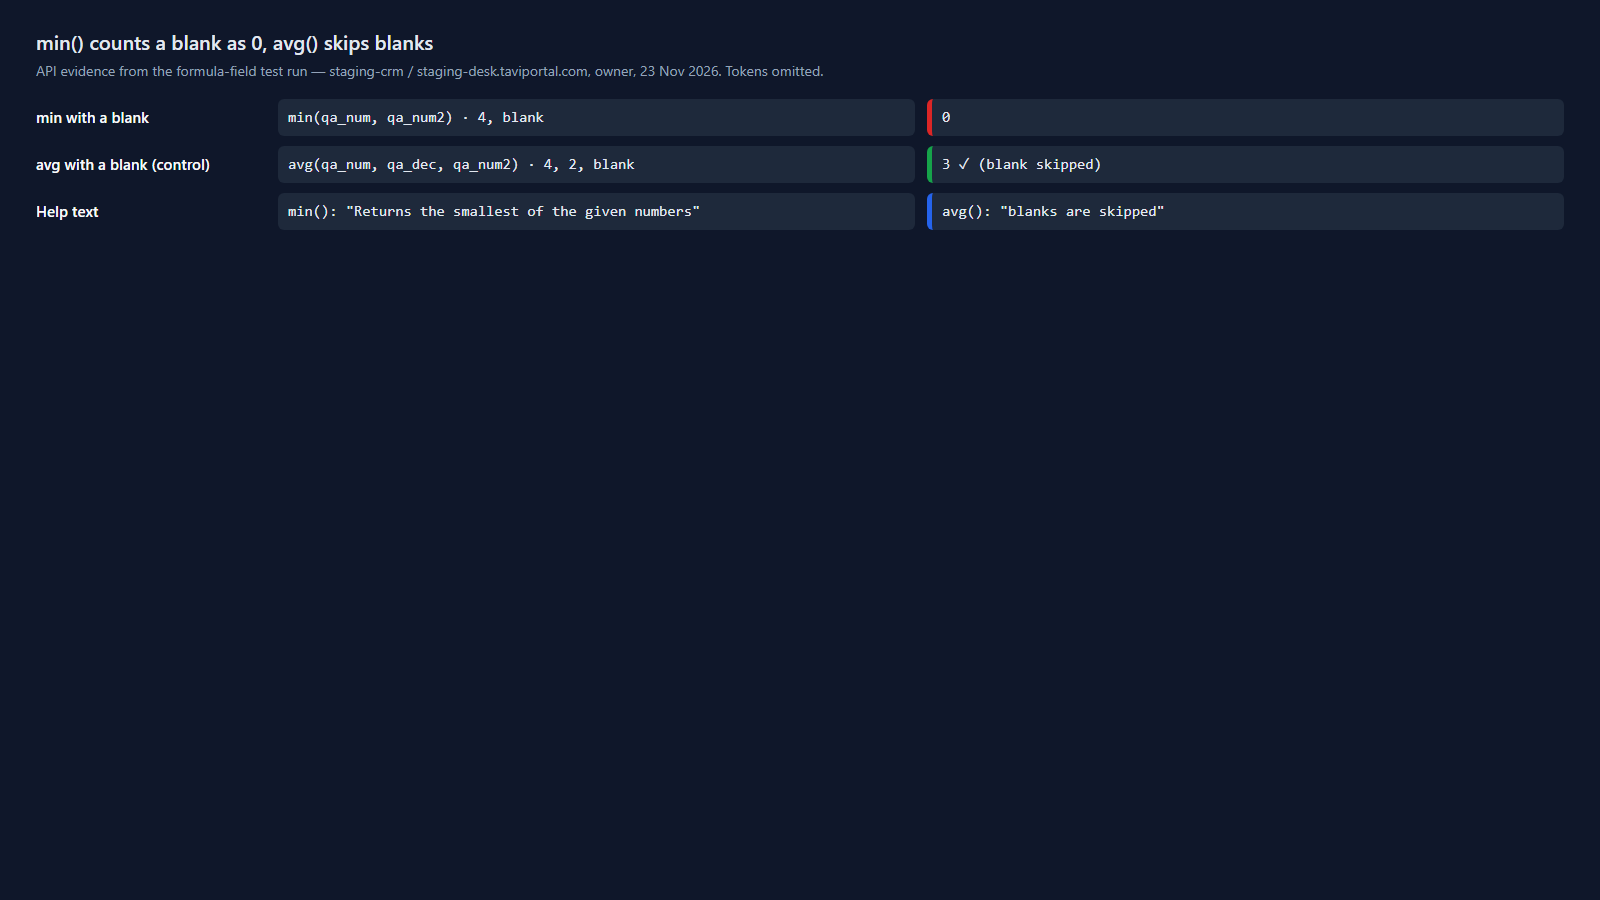 min() counts a blank as 0, avg() skips blanks
API evidence from the formula-field test run — staging-crm / staging-desk.taviportal.com, owner, 23 Nov 2026. Tokens omitted.
min with a blank min(qa_num, qa_num2) · 4, blank 0
avg with a blank (control) avg(qa_num, qa_dec, qa_num2) · 4, 2, blank 3 ✓ (blank skipped)
Help text min(): "Returns the smallest of the given numbers" avg(): "blanks are skipped"